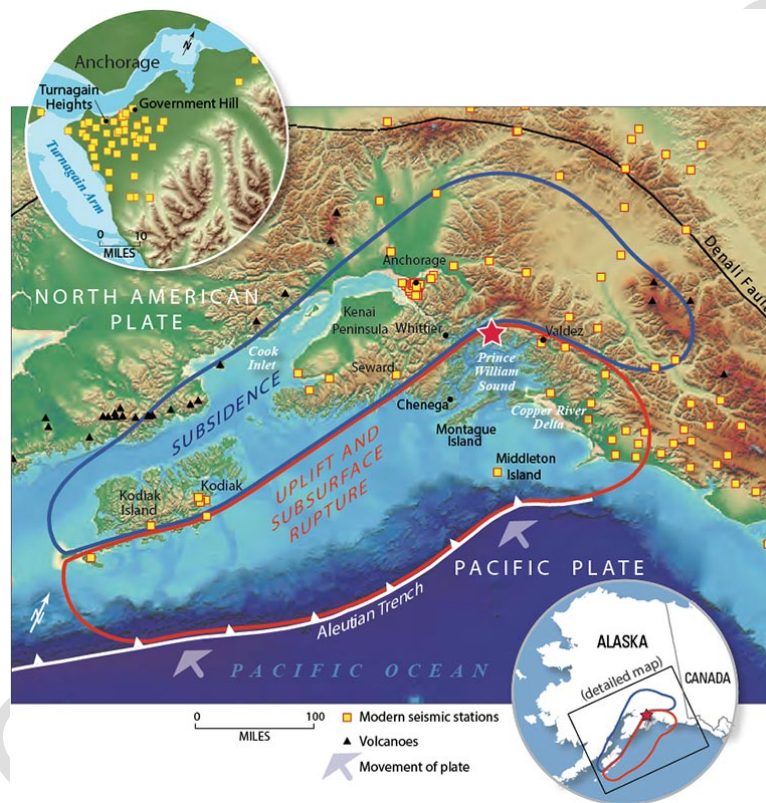 Anchorage
Turnagain
Heights
Government Hill
Turnagain Arm
N
0 10
MILES
Denali Fault
Anchorage
NORTH AMERICAN
PLATE
Kenai
Peninsula
Whittier
Valdez
Cook
Inlet
Prince
William
Sound
Seward
SUBSIDENCE
Chenega
Copper River
Delta
Montague
Island
UPLIFT AND
SUBSURFACE
RUPTURE
Middleton
Island
Kodiak
Kodiak
Island
PACIFIC PLATE
N
Aleutian Trench
PACIFIC OCEAN
ALASKA
CANADA
(detailed map)
0 100
MILES
Modern seismic stations
Volcanoes
Movement of plate